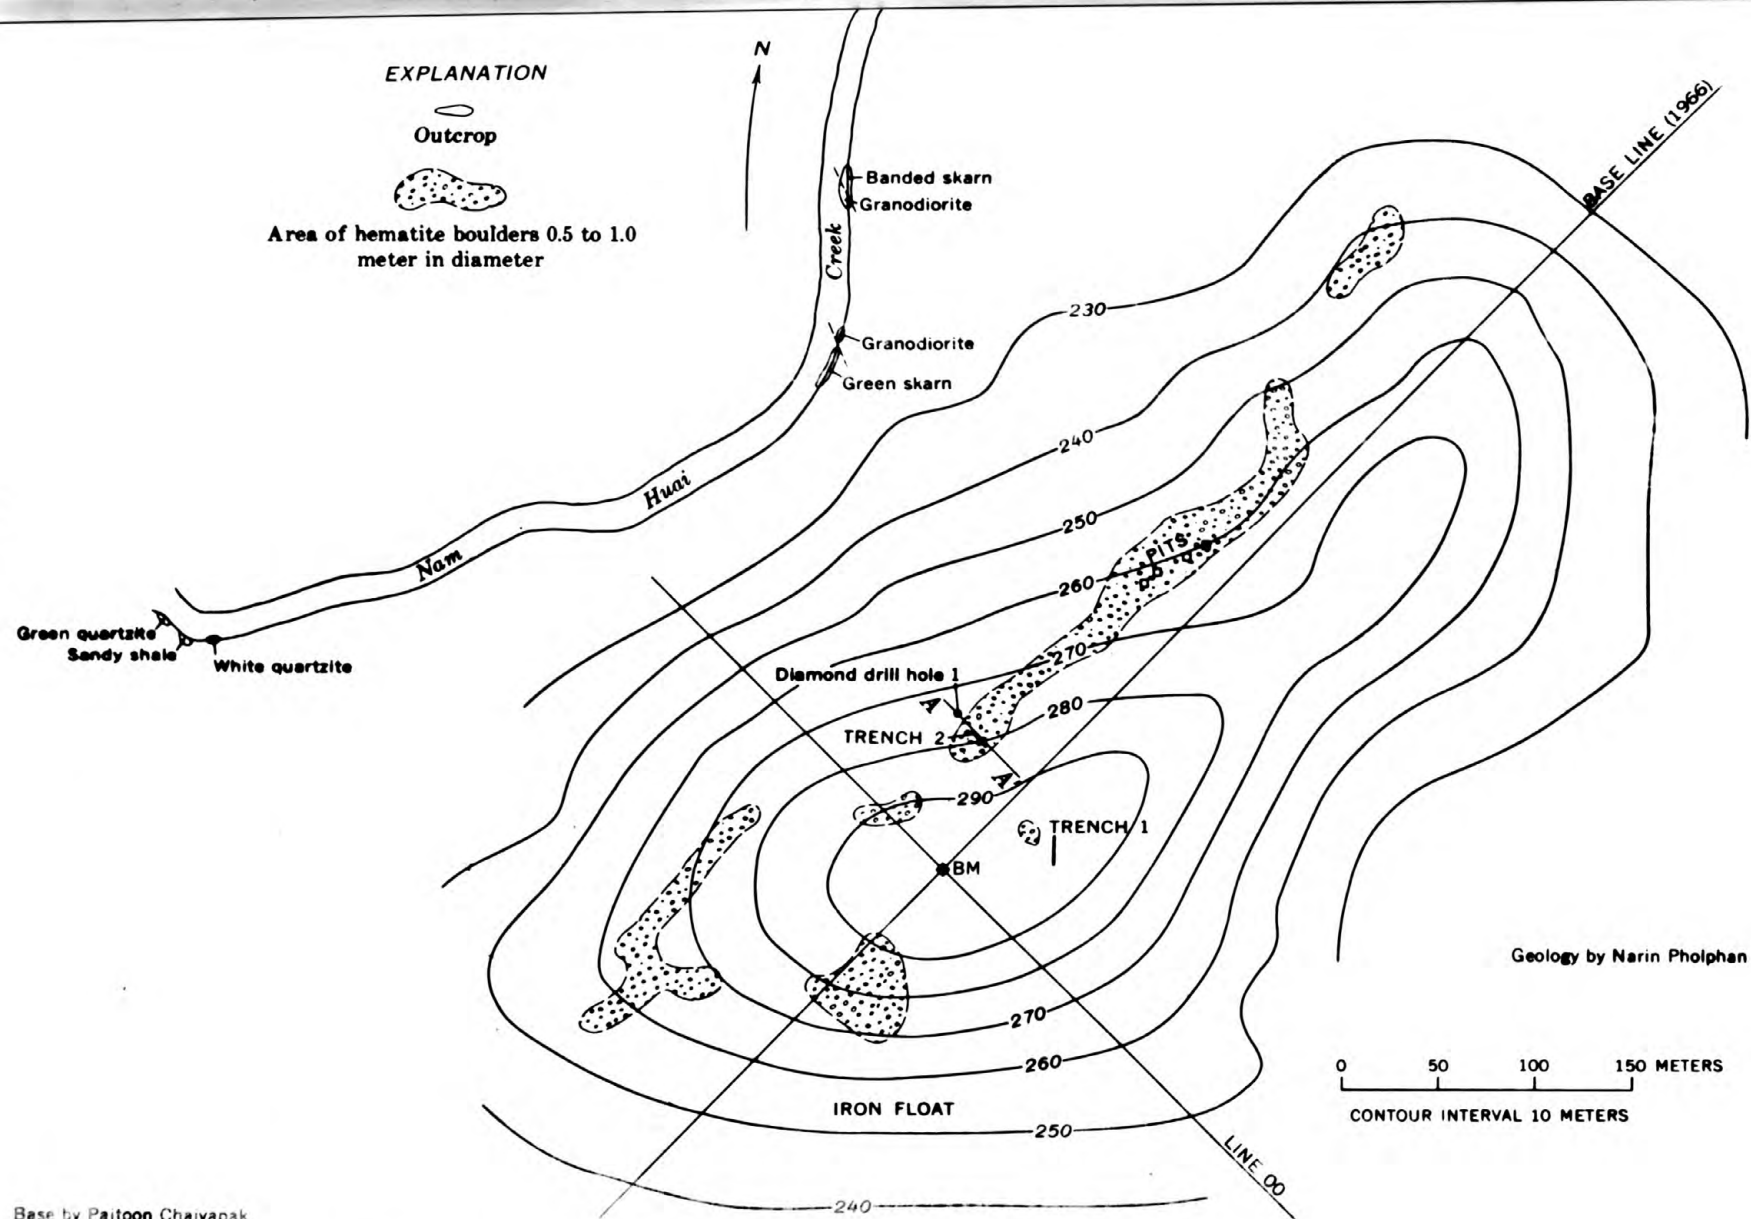 EXPLANATION
Outcrop
Area of hematite boulders 0.5 to 1.0
meter in diameter
N
BASE LINE (1966)
Banded skarn
Granodiorite
Creek
Granodiorite
Green skarn
230
240
Huai
250
Nam
PITS
260
Green quartzite
Sandy shale
White quartzite
270
Diamond drill hole 1
A
280
TRENCH 2
A'
290
TRENCH 1
BM
Geology by Narin Pholphan
270
260
0 50 100 150 METERS
CONTOUR INTERVAL 10 METERS
IRON FLOAT
250
LINE 00
240
Base by Paitoon Chaiyanak